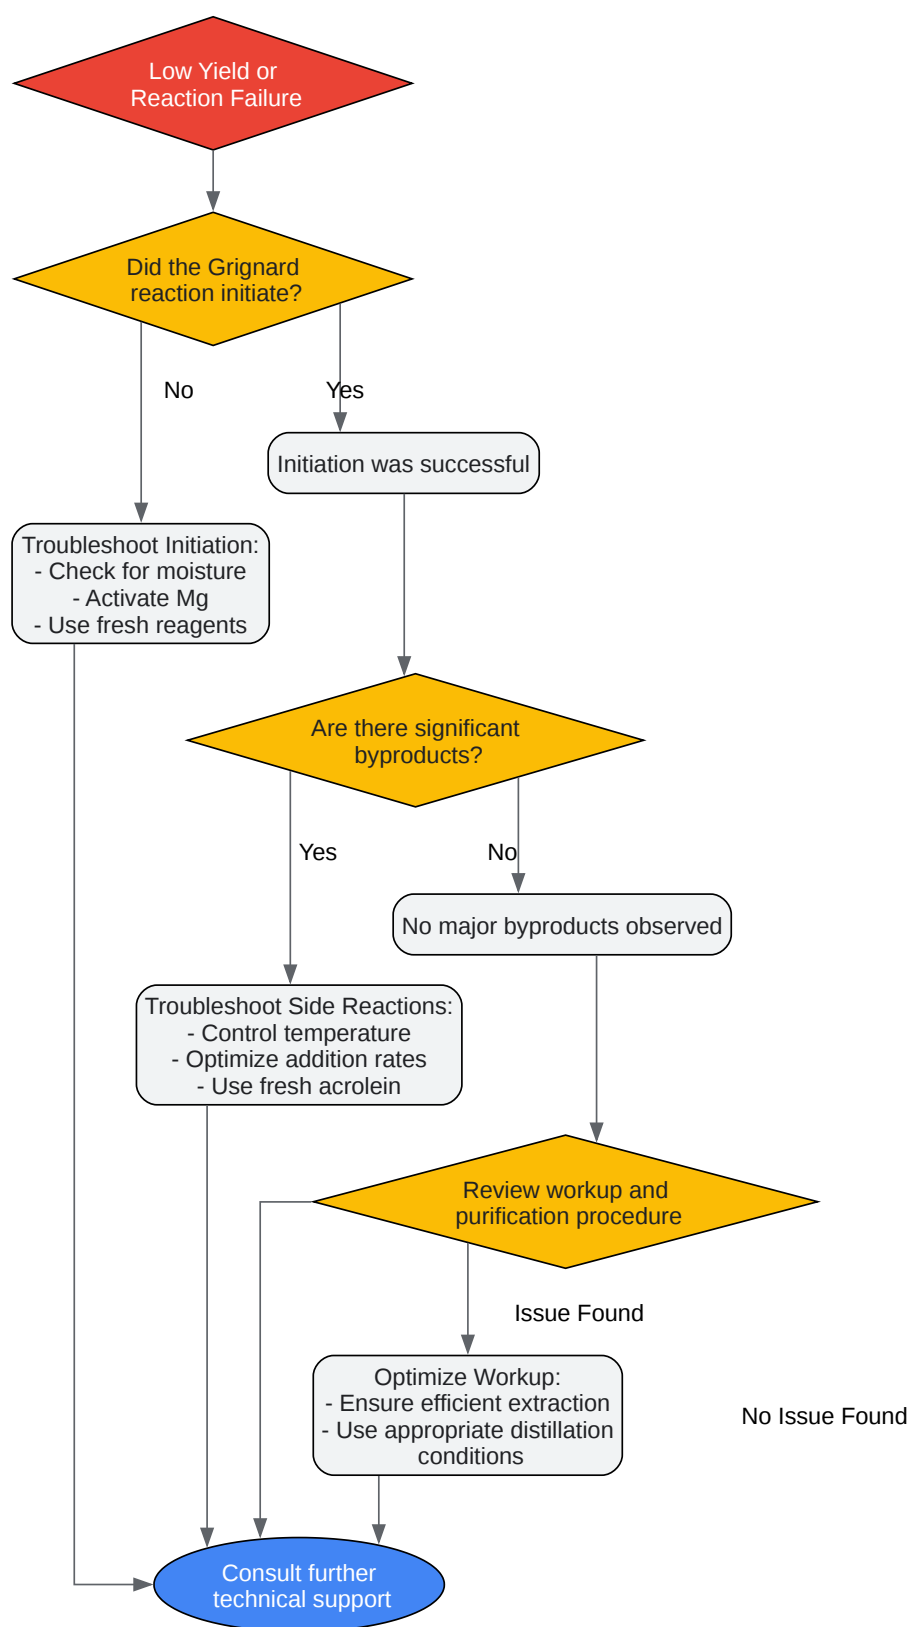 Low Yield or
Reaction Failure
Did the Grignard
reaction initiate?
No
Yes
Initiation was successful
Troubleshoot Initiation:
- Check for moisture
- Activate Mg
- Use fresh reagents
Are there significant
byproducts?
Yes
No
No major byproducts observed
Troubleshoot Side Reactions:
- Control temperature
- Optimize addition rates
- Use fresh acrolein
Review workup and
purification procedure
Issue Found
Optimize Workup:
- Ensure efficient extraction
- Use appropriate distillation
conditions
No Issue Found
Consult further
technical support